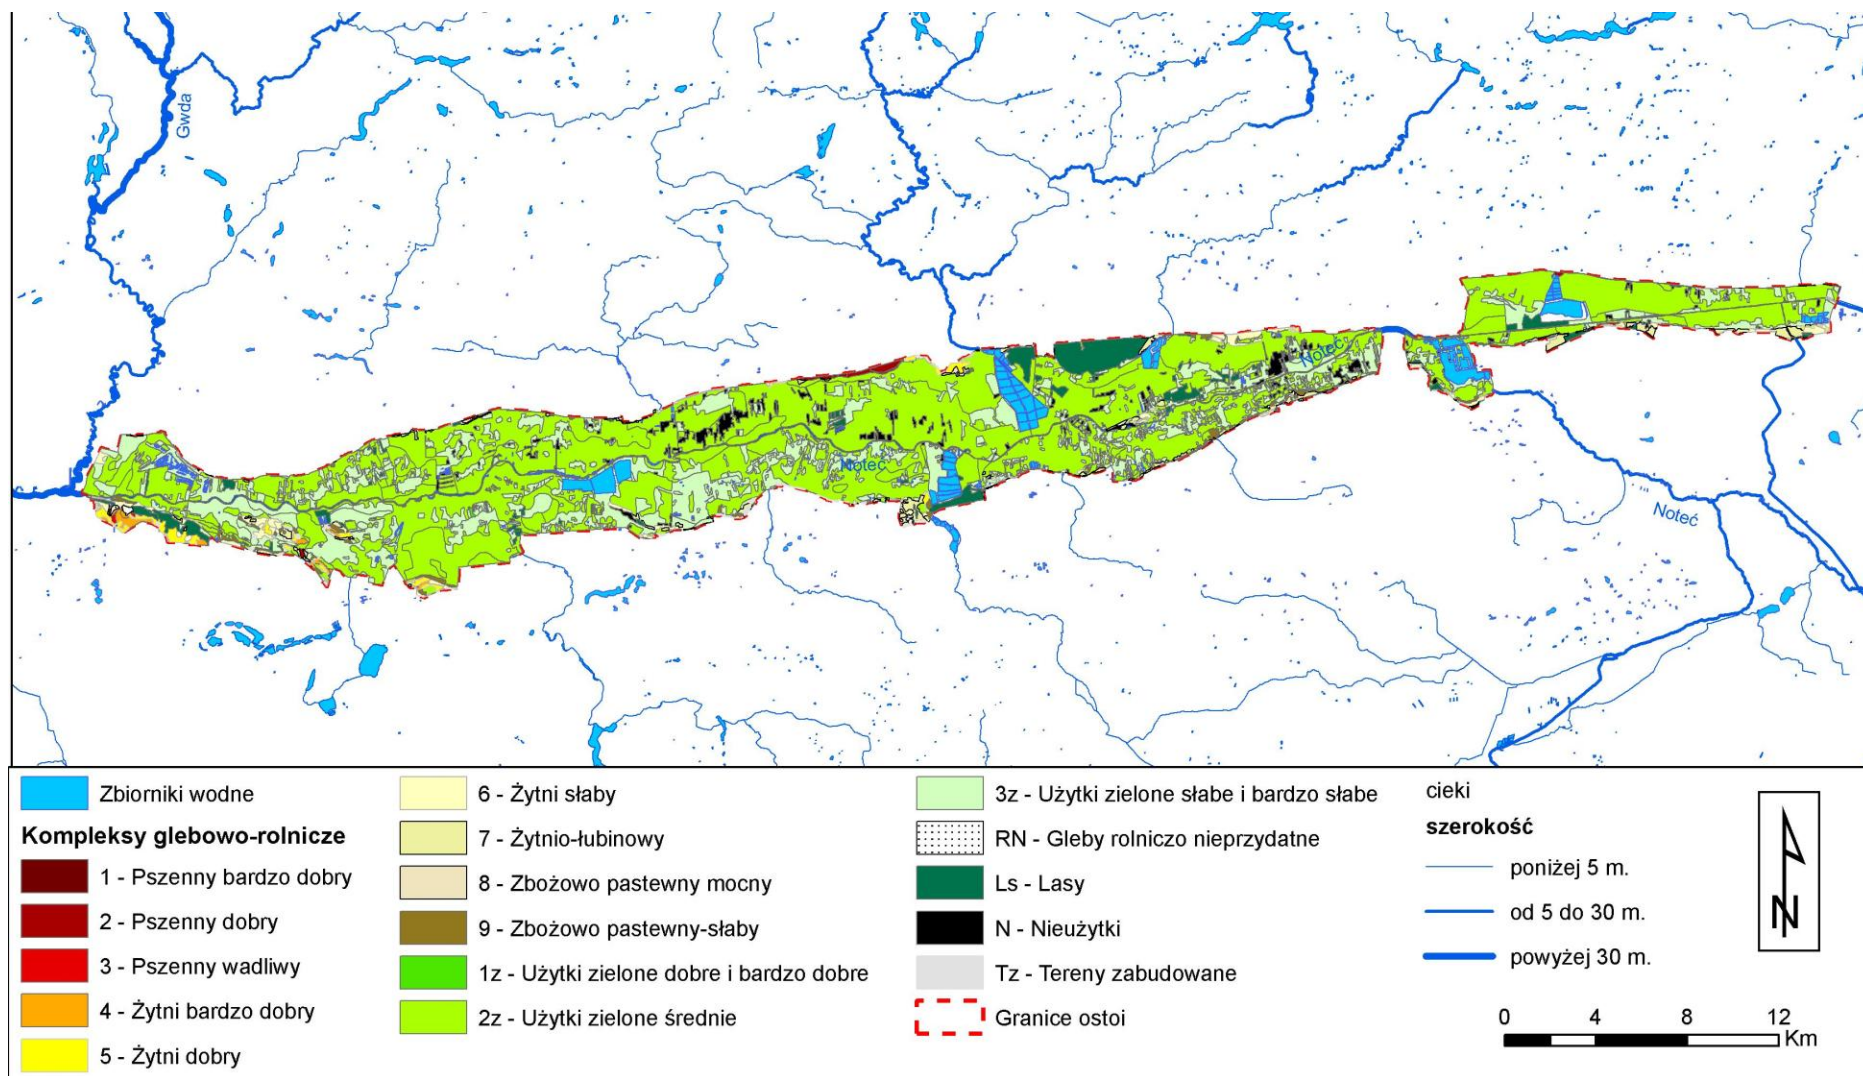 Gwda
Noteć
Noteć
Noteć
Zbiorniki wodne
Kompleksy glebowo-rolnicze
1 - Pszenny bardzo dobry
2 - Pszenny dobry
3 - Pszenny wadliwy
4 - Żytni bardzo dobry
5 - Żytni dobry
6 - Żytni słaby
7 - Żytnio-łubinowy
8 - Zbożowo pastewny mocny
9 - Zbożowo pastewny-słaby
1z - Użytki zielone dobre i bardzo dobre
2z - Użytki zielone średnie
3z - Użytki zielone słabe i bardzo słabe
RN - Gleby rolniczo nieprzydatne
Ls - Lasy
N - Nieużytki
Tz - Tereny zabudowane
Granice ostoi
cieki
szerokość
poniżej 5 m.
od 5 do 30 m.
powyżej 30 m.
N
0 4 8 12
Km